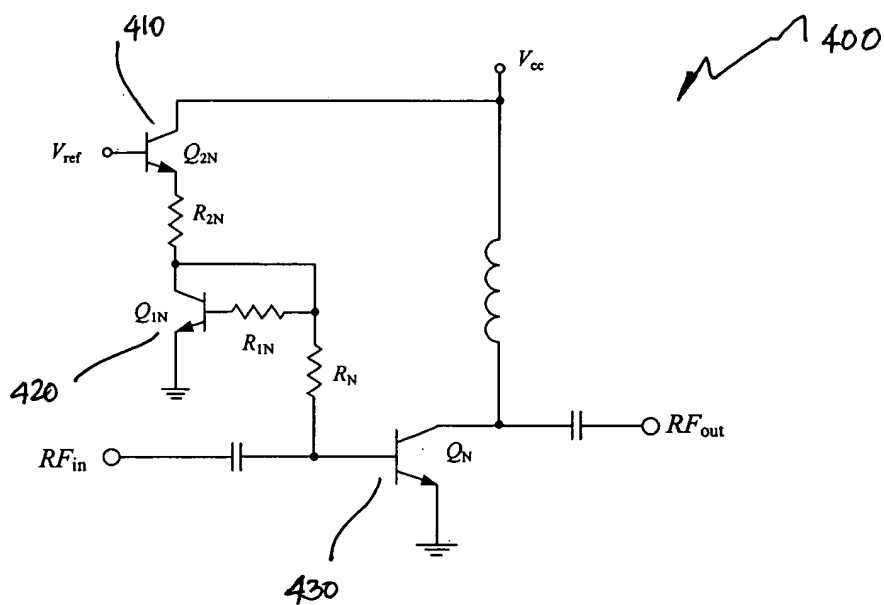 410
400
Vcc
Vref
Q2N
R2N
Q1N
R1N
RN
420
RFin
QN
RFout
430